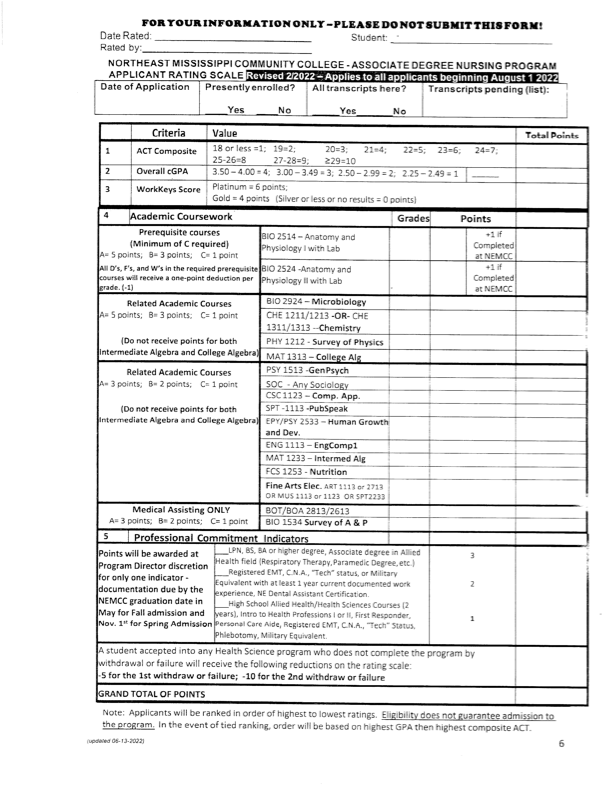 FOR YOUR INFORMATION ONLY – PLEASE DO NOT SUBMIT THIS FORM!
Date Rated: Student:
Rated by:
NORTHEAST MISSISSIPPI COMMUNITY COLLEGE - ASSOCIATE DEGREE NURSING PROGRAM
APPLICANT RATING SCALE Revised 2/2022 – Applies to all applicants beginning August 1 2022
Date of Application Presently enrolled? All transcripts here? Transcripts pending (list):
Yes No Yes No
Criteria Value Total Points
1 ACT Composite 18 or less =1; 19=2; 20=3; 21=4; 22=5; 23=6; 24=7;
25-26=8 27-28=9; ≥29=10
2 Overall cGPA 3.50 – 4.00 = 4; 3.00 – 3.49 = 3; 2.50 – 2.99 = 2; 2.25 – 2.49 = 1
3 WorkKeys Score Platinum = 6 points;
Gold = 4 points (Silver or less or no results = 0 points)
4 Academic Coursework Grades Points
Prerequisite courses
(Minimum of C required)
A= 5 points; B= 3 points; C= 1 point
All D's, F's, and W's in the required prerequisite
courses will receive a one-point deduction per
grade. (-1)
BIO 2514 – Anatomy and
Physiology I with Lab
+1 if
Completed
at NEMCC
BIO 2524 -Anatomy and
Physiology II with Lab
+1 if
Completed
at NEMCC
Related Academic Courses
A= 5 points; B= 3 points; C= 1 point
(Do not receive points for both
Intermediate Algebra and College Algebra)
BIO 2924 – Microbiology
CHE 1211/1213 -OR- CHE
1311/1313 --Chemistry
PHY 1212 - Survey of Physics
MAT 1313 – College Alg
Related Academic Courses
A= 3 points; B= 2 points; C= 1 point
(Do not receive points for both
Intermediate Algebra and College Algebra)
PSY 1513 -GenPsych
SOC - Any Sociology
CSC 1123 – Comp. App.
SPT -1113 -PubSpeak
EPY/PSY 2533 – Human Growth
and Dev.
ENG 1113 – EngComp1
MAT 1233 – Intermed Alg
FCS 1253 - Nutrition
Fine Arts Elec. ART 1113 or 2713
OR MUS 1113 or 1123 OR SPT2233
Medical Assisting ONLY
A= 3 points; B= 2 points; C= 1 point
BOT/BOA 2813/2613
BIO 1534 Survey of A & P
5 Professional Commitment Indicators
Points will be awarded at
Program Director discretion
for only one indicator -
documentation due by the
NEMCC graduation date in
May for Fall admission and
Nov. 1st for Spring Admission
LPN, BS, BA or higher degree, Associate degree in Allied
Health field (Respiratory Therapy, Paramedic Degree, etc.)
3
Registered EMT, C.N.A., "Tech" status, or Military
Equivalent with at least 1 year current documented work
experience, NE Dental Assistant Certification.
2
High School Allied Health/Health Sciences Courses (2
years), Intro to Health Professions I or II, First Responder,
Personal Care Aide, Registered EMT, C.N.A., "Tech" Status,
Phlebotomy, Military Equivalent.
1
A student accepted into any Health Science program who does not complete the program by
withdrawal or failure will receive the following reductions on the rating scale:
-5 for the 1st withdraw or failure; -10 for the 2nd withdraw or failure
GRAND TOTAL OF POINTS
Note: Applicants will be ranked in order of highest to lowest ratings. Eligibility does not guarantee admission to
the program. In the event of tied ranking, order will be based on highest GPA then highest composite ACT.
(updated 06-13-2022)
6